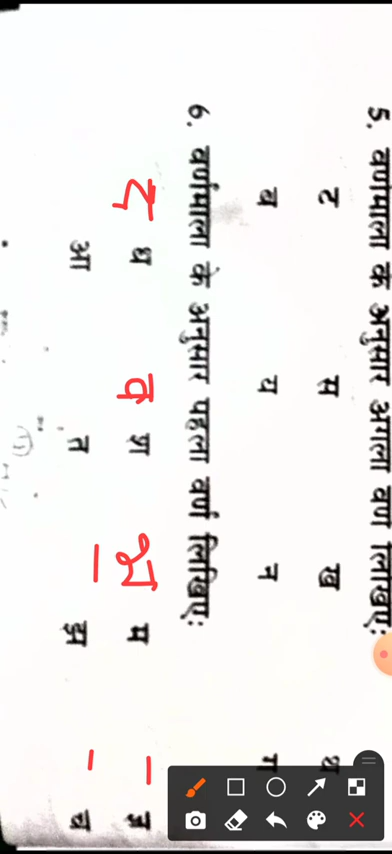 5. वर्णमाला के अनुसार अगला वर्ण लिखिए:
ट म ख
व य न ग
6. वर्णमाला के अनुसार पहला वर्ण लिखिए:
द ध व श भ म
आ त _ झ _ च